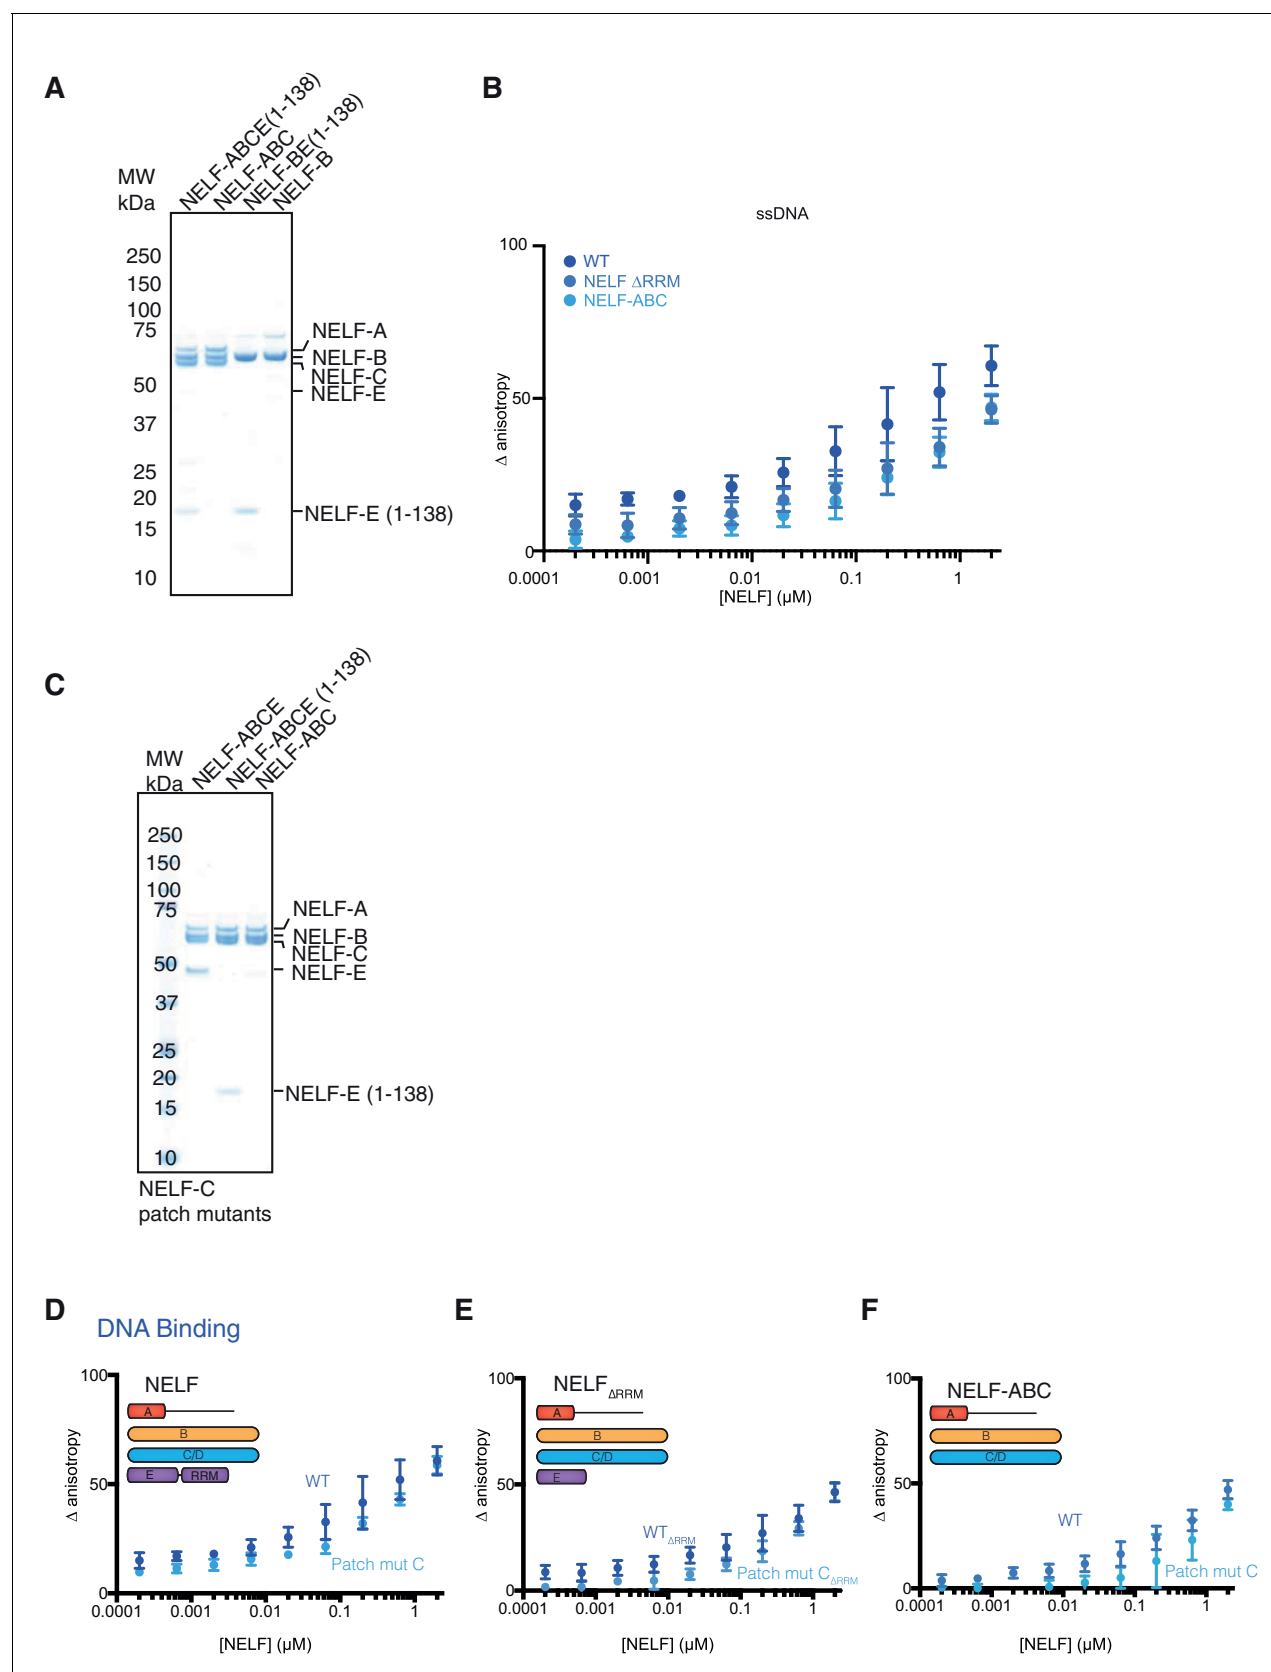 A
NELF-ABCE(1-138)
NELF-ABC
NELF-BE(1-138)
NELF-B
MW
kDa
250
150
100
75
50
37
25
20
15
10
NELF-A
NELF-B
NELF-C
NELF-E
NELF-E (1-138)
B
ssDNA
WT
NELF ΔRRM
NELF-ABC
Δ anisotropy
100
50
0
0.0001
0.001
0.01
0.1
1
[NELF] (µM)
C
NELF-ABCE
NELF-ABCE (1-138)
NELF-ABC
MW
kDa
250
150
100
75
50
37
25
20
15
10
NELF-A
NELF-B
NELF-C
NELF-E
NELF-E (1-138)
NELF-C
patch mutants
D
DNA Binding
NELF
A
B
C/D
E RRM
WT
Patch mut C
Δ anisotropy
100
50
0
0.0001
0.001
0.01
0.1
1
[NELF] (µM)
E
NELF ΔRRM
A
B
C/D
E
WT ΔRRM
Patch mut C ΔRRM
Δ anisotropy
100
50
0
0.0001
0.001
0.01
0.1
1
[NELF] (µM)
F
NELF-ABC
A
B
C/D
WT
Patch mut C
Δ anisotropy
100
50
0
0.0001
0.001
0.01
0.1
1
[NELF] (µM)